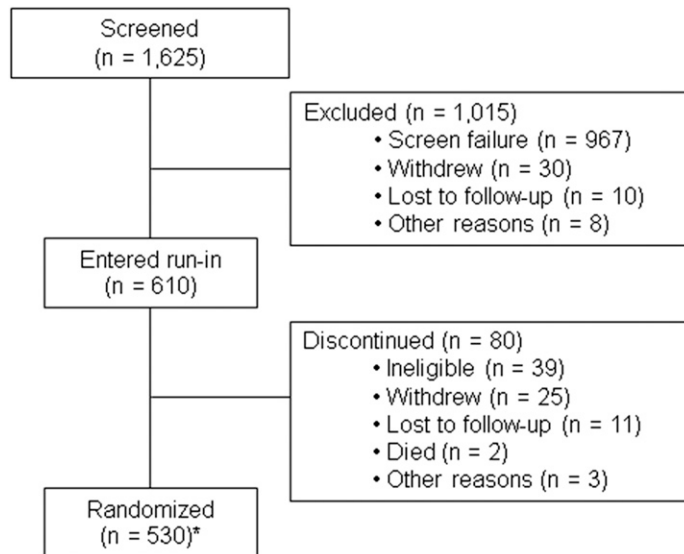 Screened
(n = 1,625)
Excluded (n = 1,015)
• Screen failure (n = 967)
• Withdrew (n = 30)
• Lost to follow-up (n = 10)
• Other reasons (n = 8)
Entered run-in
(n = 610)
Discontinued (n = 80)
• Ineligible (n = 39)
• Withdrew (n = 25)
• Lost to follow-up (n = 11)
• Died (n = 2)
• Other reasons (n = 3)
Randomized
(n = 530)*